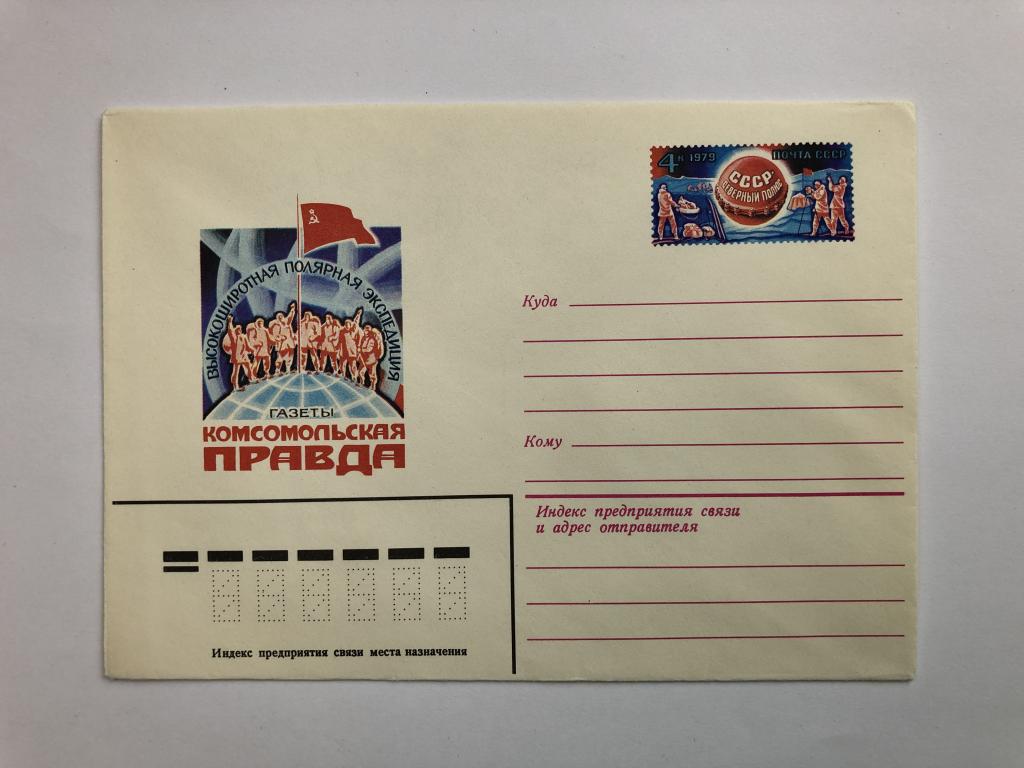 4к 1979 ПОЧТА СССР
СССР·
СЕВЕРНЫЙ ПОЛЮС
ВЫСОКОШИРОТНАЯ ПОЛЯРНАЯ ЭКСПЕДИЦИЯ
ГАЗЕТЫ
КОМСОМОЛЬСКАЯ
ПРАВДА
Куда
Кому
Индекс предприятия связи
и адрес отправителя
Индекс предприятия связи места назначения